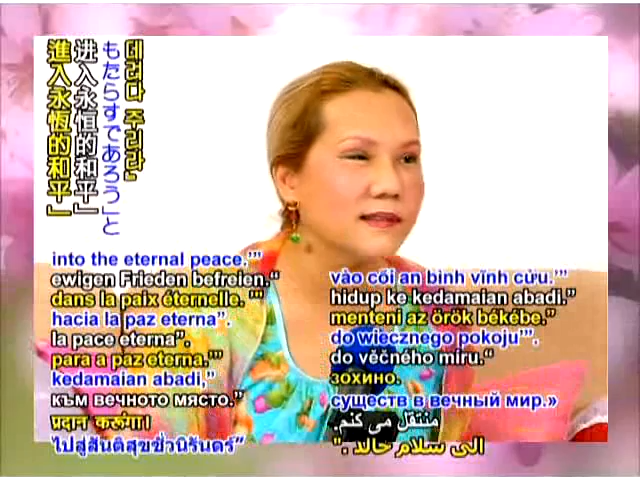 데려다 주리라』
もたらすであろう」と
进入永恒的和平」
進入永恆的和平」
into the eternal peace.’”
ewigen Frieden befreien.“
dans la paix éternelle. ’”
hacia la paz eterna”.
la pace eterna”.
para a paz eterna.’”
kedamaian abadi,”
към вечното място.”
प्रदान करूंगा।
ไปสู่สันติสุขชั่วนิรันดร์”
vào cõi an bình vĩnh cửu.’”
hidup ke kedamaian abadi.”
menteni az örök békébe.”
do wiecznego pokoju’”.
do věčného míru.“
зохино.
существ в вечный мир.»
منتقل می کنم.
الى سلام خالد ."